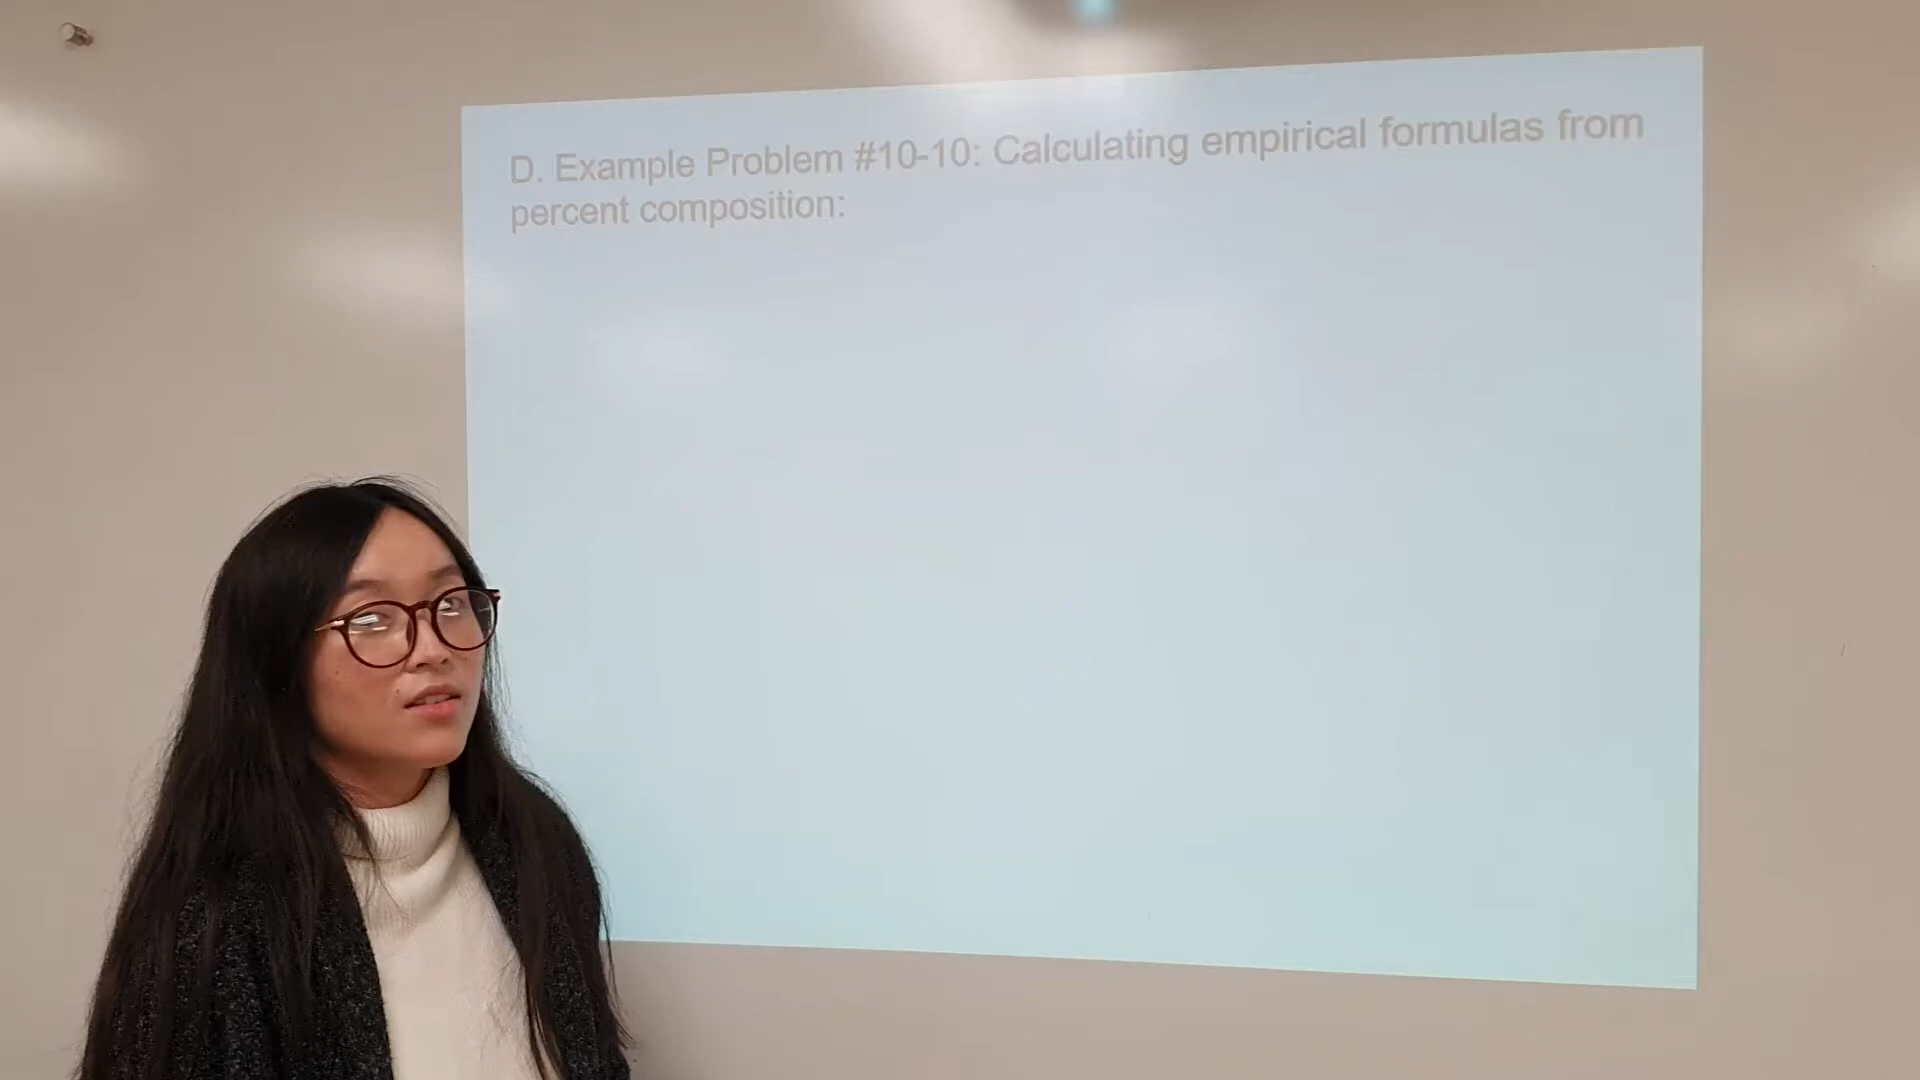 D. Example Problem #10-10: Calculating empirical formulas from
percent composition: